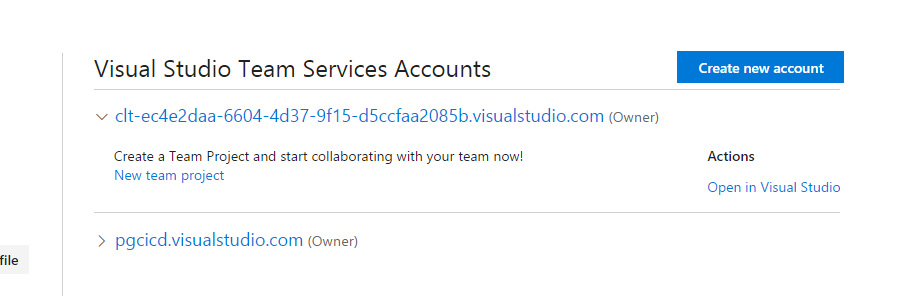 Visual Studio Team Services Accounts
Create new account
clt-ec4e2daa-6604-4d37-9f15-d5ccfaa2085b.visualstudio.com (Owner)
Create a Team Project and start collaborating with your team now!
New team project
Actions
Open in Visual Studio
pgcicd.visualstudio.com (Owner)
file